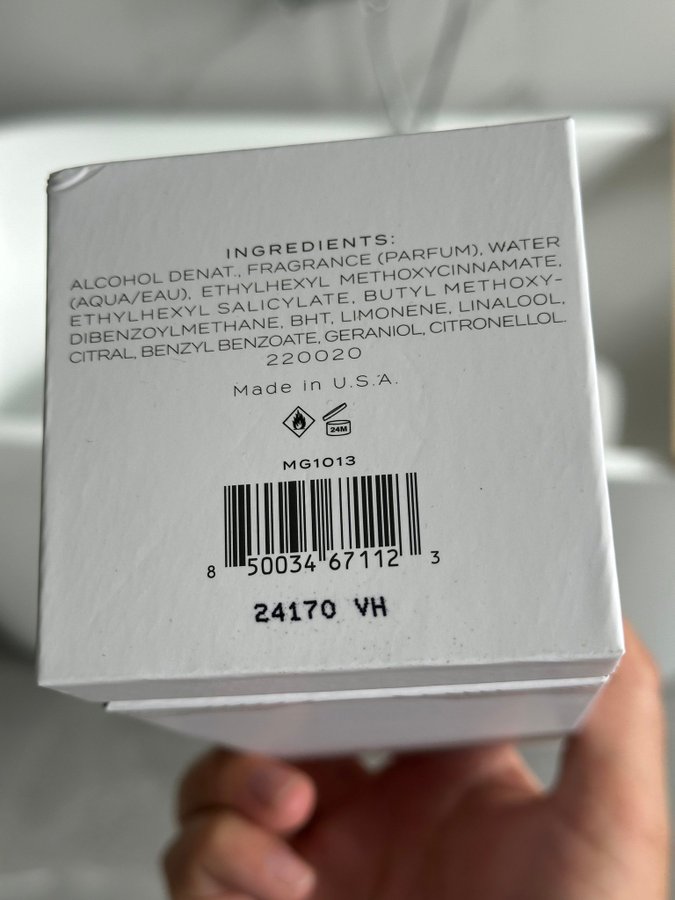 INGREDIENTS:
ALCOHOL DENAT., FRAGRANCE (PARFUM), WATER
(AQUA/EAU), ETHYLHEXYL METHOXYCINNAMATE,
ETHYLHEXYL SALICYLATE, BUTYL METHOXY-
DIBENZOYLMETHANE, BHT, LIMONENE, LINALOOL,
CITRAL, BENZYL BENZOATE, GERANIOL, CITRONELLOL.
220020
Made in U.S.A.
24M
MG1013
8 50034 67112 3
24170 VH